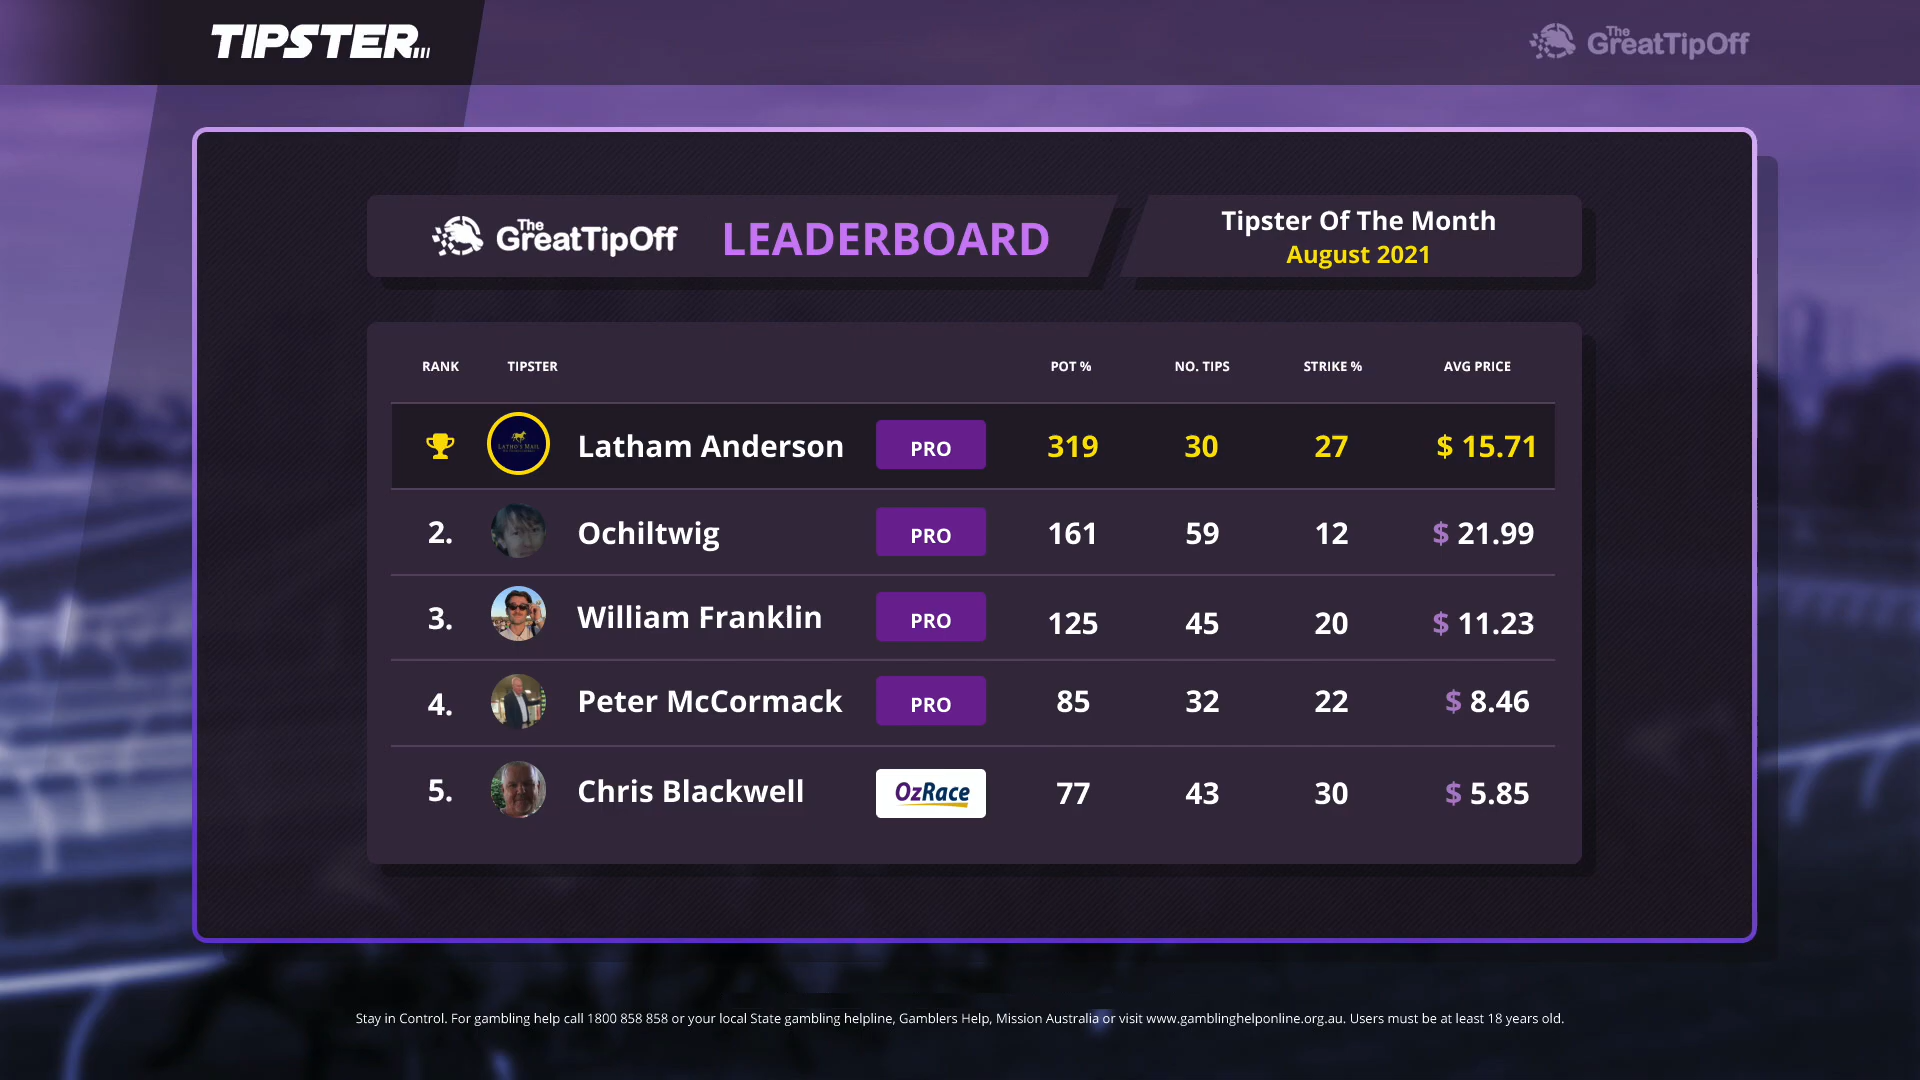 TIPSTER
The GreatTipOff
The GreatTipOff LEADERBOARD
Tipster Of The Month
August 2021
RANK TIPSTER POT % NO. TIPS STRIKE % AVG PRICE
Latham Anderson PRO 319 30 27 $ 15.71
2. Ochiltwig PRO 161 59 12 $ 21.99
3. William Franklin PRO 125 45 20 $ 11.23
4. Peter McCormack PRO 85 32 22 $ 8.46
5. Chris Blackwell OzRace 77 43 30 $ 5.85
Stay in Control. For gambling help call 1800 858 858 or your local State gambling helpline, Gamblers Help, Mission Australia or visit www.gamblinghelponline.org.au. Users must be at least 18 years old.